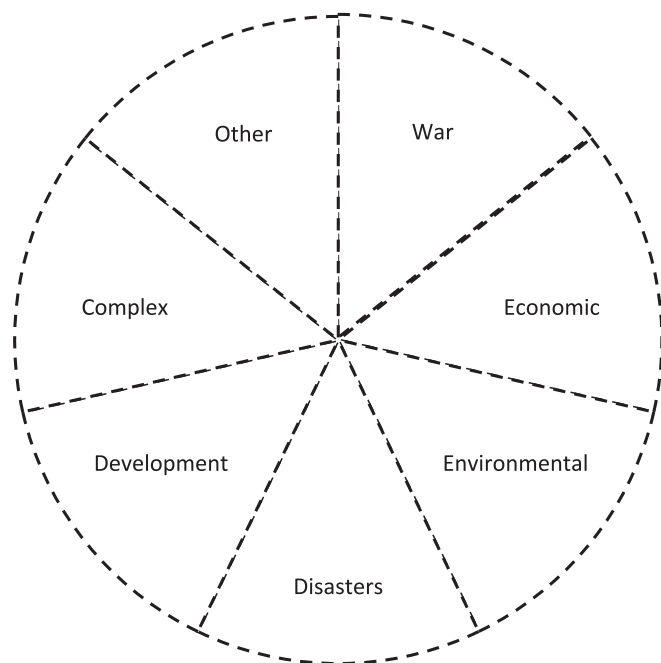 Other
War
Complex
Economic
Development
Environmental
Disasters